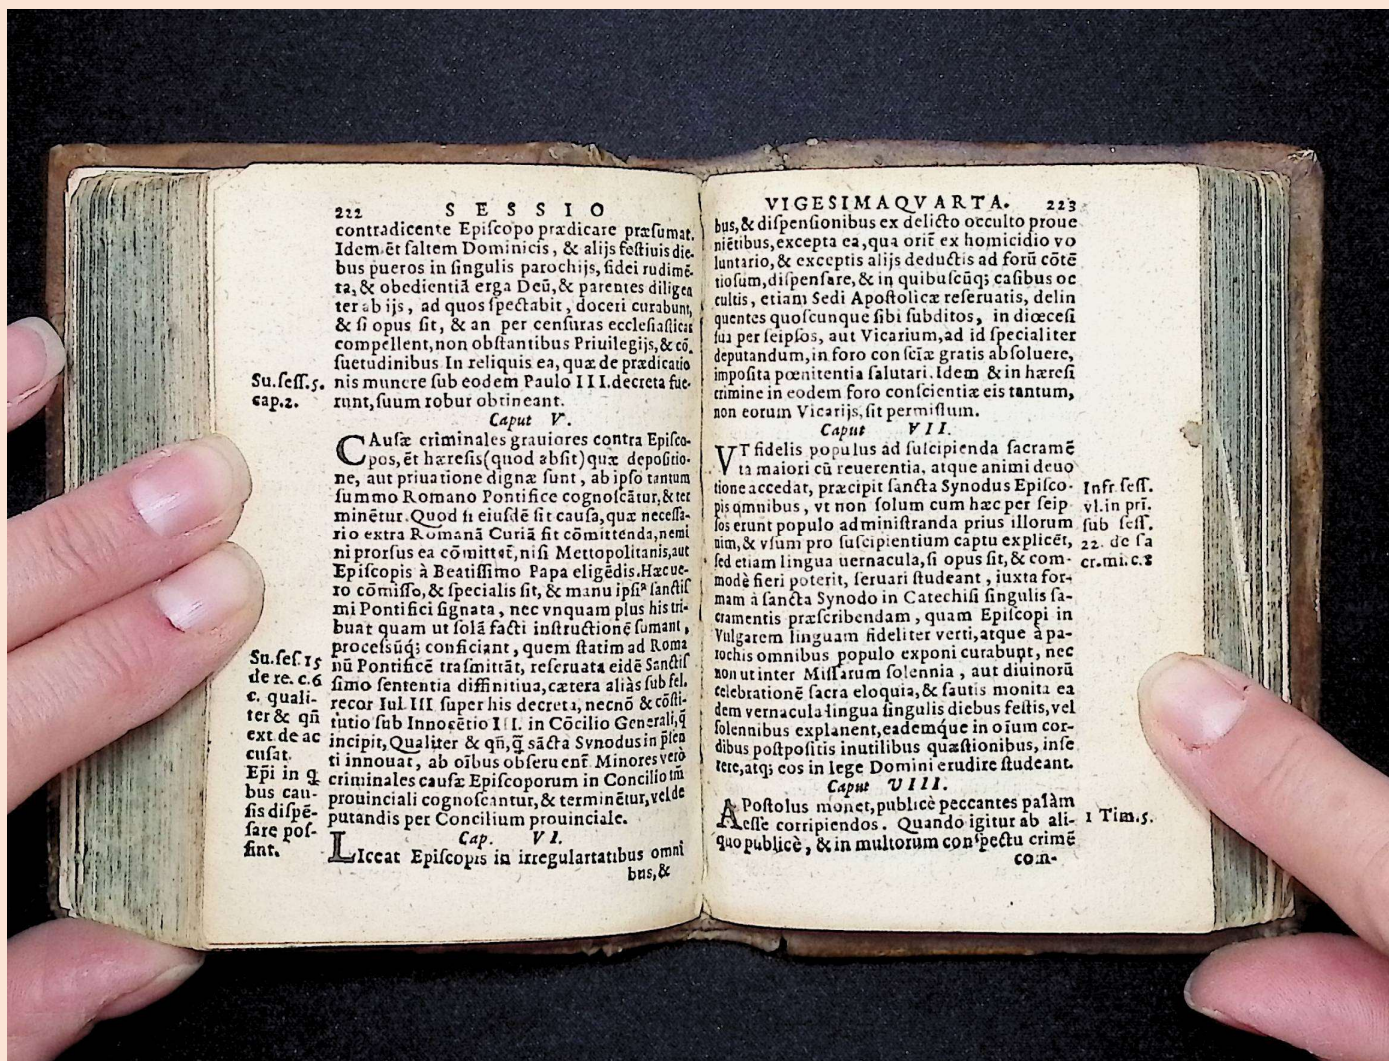 222 SESSIO
contradicente Epiſcopo prædicare præſumat.
Idem ēt ſaltem Dominicis, & alijs feſtiuis die-
bus pueros in ſingulis parochijs, fidei rudimē-
ta, & obedientiā erga Deū, & parentes diligen
ter ab ijs, ad quos ſpectabit, doceri curabunt,
& ſi opus ſit, & an per cenſuras eccleſiaſticas
compellent, non obſtantibus Priuilegijs, & cō-
ſuetudinibus In reliquis ea, quæ de prædicatio
nis munere ſub eodem Paulo III. decreta fue-
runt, ſuum robur obtineant.
Su. ſeſſ. 5.
cap. 2.
Caput V.
CAuſæ criminales grauiores contra Epiſco-
pos, ēt hæreſis (quod abſit) quæ depoſitio-
ne, aut priuatione dignæ ſunt, ab ipſo tantum
ſummo Romano Pontifice cognoſcātur, & ter
minētur. Quod ſi eiuſdē ſit cauſa, quæ neceſſa-
rio extra Romanā Curiā ſit cōmittenda, nemi
ni prorſus ea cōmittat̄, niſi Mettopolitanis, aut
Epiſcopis à Beatiſſimo Papa eligēdis. Hæc ue-
ro cōmiſſo, & ſpecialis ſit, & manu ipſiꝰ ſanctiſ
mi Pontifici ſignata, nec vnquam plus his tri-
buat quam ut ſolā facti inſtructionē ſumant,
proceſſūq; conficiant, quem ſtatim ad Roma
nū Pontificē traſmittāt, reſeruata eidē Sanctiſ
ſimo ſententia diffinitiua, cætera aliàs ſub fel.
recor Iul. III ſuper his decreta, necnō & cōſti-
tutio ſub Innocētio III. in Cōcilio Generali, q̄
incipit, Qualiter & qn̄, q̄ sācta Synodus in p̄ſen
ti innouat, ab oībus obſeruent̄ Minores verò
criminales cauſæ Epiſcoporum in Concilio tm̄
prouinciali cognoſcantur, & terminētur, vel de
putandis per Concilium prouinciale.
Su. ſeſ. 15
de re. c. 6
c. quali-
ter & qn̄
ext. de ac
cuſat.
Ep̄i in q̄
bus cau-
ſis diſpē-
ſare poſ-
ſint.
Cap. VI.
LIceat Epiſcopis in irregulartatibus omni
bus, &
VIGESIMAQVARTA. 223
bus, & diſpenſionibus ex delicto occulto proue
niētibus, excepta ea, qua orit̄ ex homicidio vo
luntario, & exceptis alijs deductis ad forū cōtē
tioſum, diſpenſare, & in quibuſcūq; caſibus oc
cultis, etiam Sedi Apoſtolicæ reſeruatis, delin
quentes quoſcunque ſibi ſubditos, in diœceſi
ſua per ſeipſos, aut Vicarium, ad id ſpecialiter
deputandum, in foro conſciæ gratis abſoluere,
impoſita pœnitentia ſalutari. Idem & in hæreſi
crimine in eodem foro conſcientiæ eis tantum,
non eorum Vicarijs, ſit permiſſum.
Caput VII.
VT fidelis populus ad ſuſcipienda ſacramē
ta maiori cū reuerentia, atque animi deuo
tione accedat, præcipit ſancta Synodus Epiſco-
pis omnibus, vt non ſolum cum hæc per ſeip
ſos erunt populo adminiſtranda prius illorum
uim, & vſum pro ſuſcipientium captu explicēt,
ſed etiam lingua uernacula, ſi opus ſit, & com-
modè fieri poterit, ſeruari ſtudeant, iuxta for-
mam à ſancta Synodo in Catechiſi ſingulis ſa-
cramentis præſcribendam, quam Epiſcopi in
Vulgarem linguam fideliter verti, atque à pa-
rochis omnibus populo exponi curabunt, nec
non ut inter Miſſarum ſolennia, aut diuinorū
celebrationē ſacra eloquia, & ſautis monita ea
dem vernacula lingua ſingulis diebus feſtis, vel
ſolennibus explanent, eademq́ue in oīum cor-
dibus poſtpoſitis inutilibus quæſtionibus, inſe
rere, atq; eos in lege Domini erudire ſtudeant.
Infr. ſeſſ.
vl. in prī.
ſub ſeſſ.
22. de ſa
cr. mi. c. 8
Caput VIII.
APoſtolus monet, publicè peccantes palàm
eſſe corripiendos. Quando igitur ab ali-
quo publicè, & in multorum conſpectu crimē
com-
1 Tim. 5.